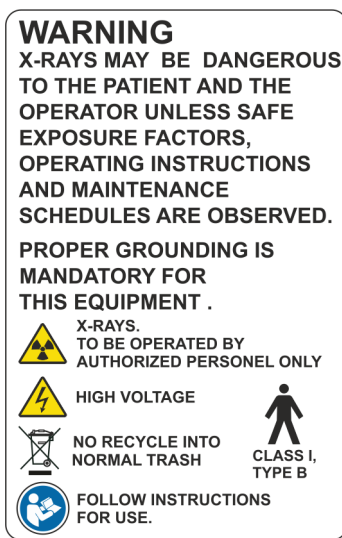 WARNING
X-RAYS MAY BE DANGEROUS
TO THE PATIENT AND THE
OPERATOR UNLESS SAFE
EXPOSURE FACTORS,
OPERATING INSTRUCTIONS
AND MAINTENANCE
SCHEDULES ARE OBSERVED.
PROPER GROUNDING IS
MANDATORY FOR
THIS EQUIPMENT .
X-RAYS.
TO BE OPERATED BY
AUTHORIZED PERSONEL ONLY
HIGH VOLTAGE
NO RECYCLE INTO
NORMAL TRASH
CLASS I,
TYPE B
FOLLOW INSTRUCTIONS
FOR USE.